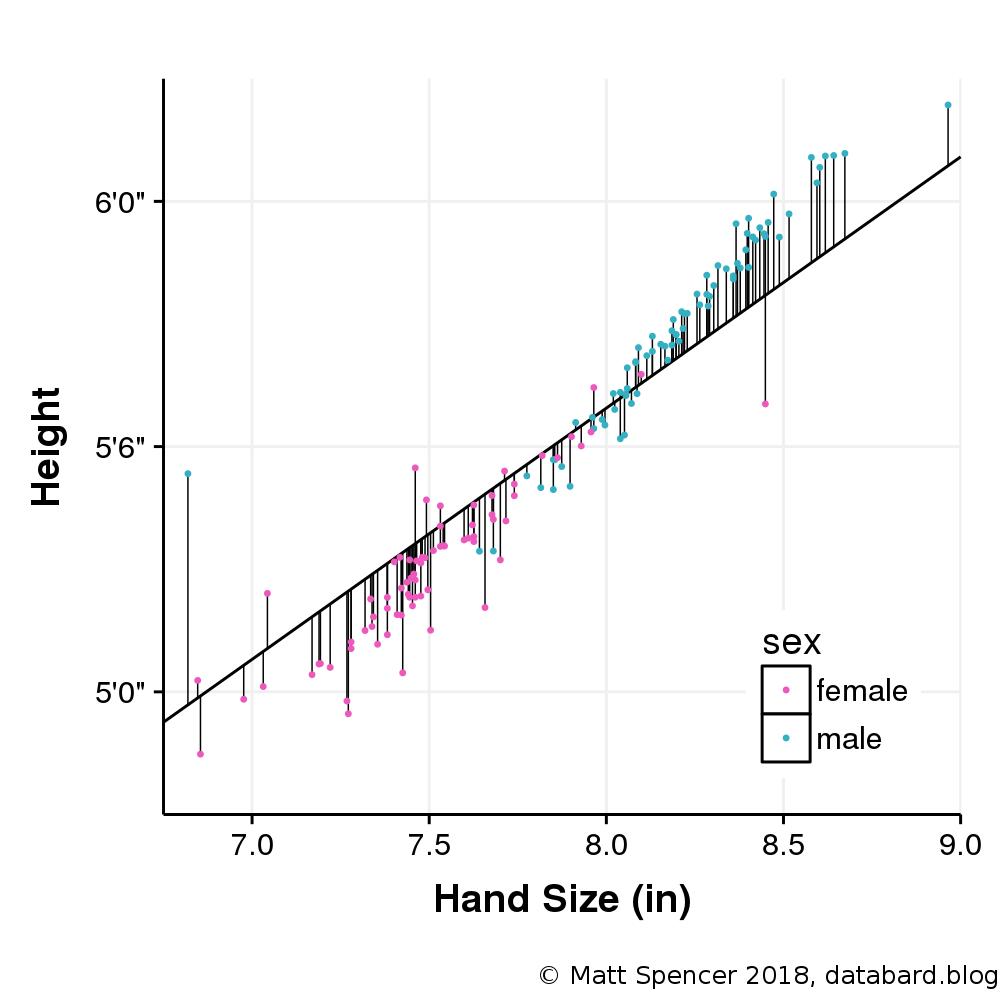 6'0"
5'6"
5'0"
Height
sex
female
male
7.0 7.5 8.0 8.5 9.0
Hand Size (in)
© Matt Spencer 2018, databard.blog